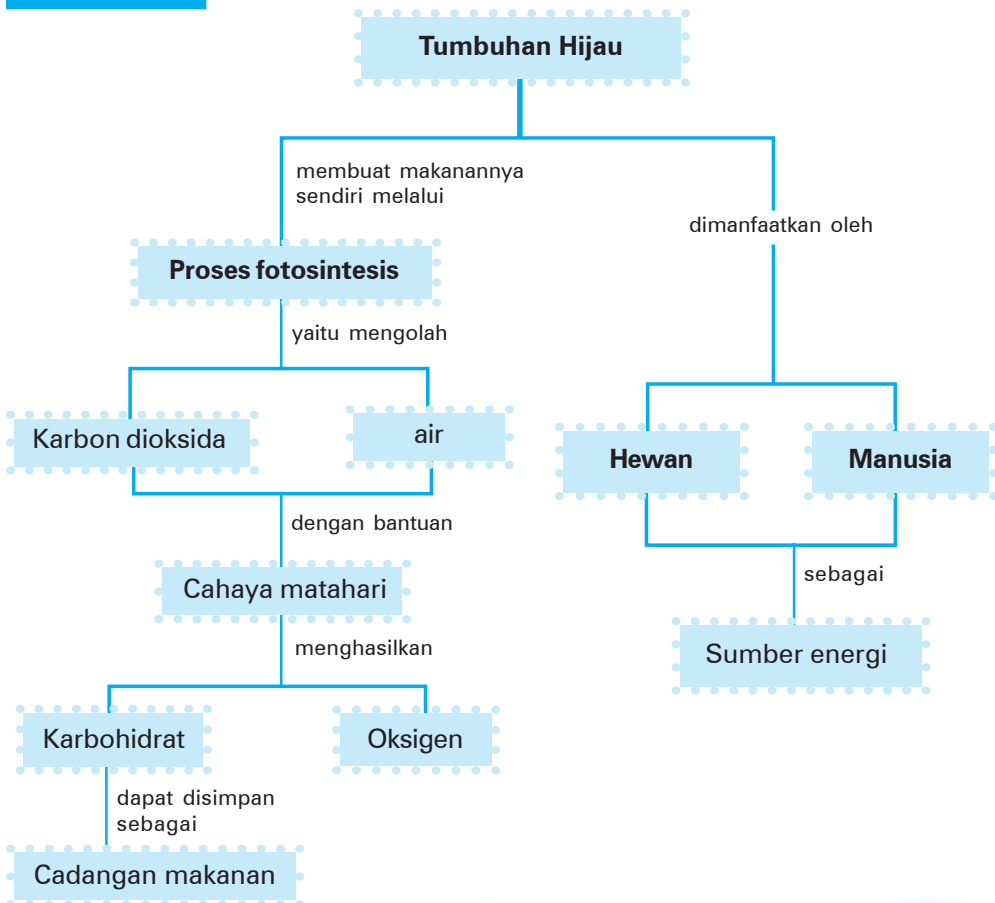 Tumbuhan Hijau
membuat makanannya
sendiri melalui
dimanfaatkan oleh
Proses fotosintesis
yaitu mengolah
Karbon dioksida
air
Hewan
Manusia
dengan bantuan
sebagai
Cahaya matahari
menghasilkan
Sumber energi
Karbohidrat
Oksigen
dapat disimpan
sebagai
Cadangan makanan